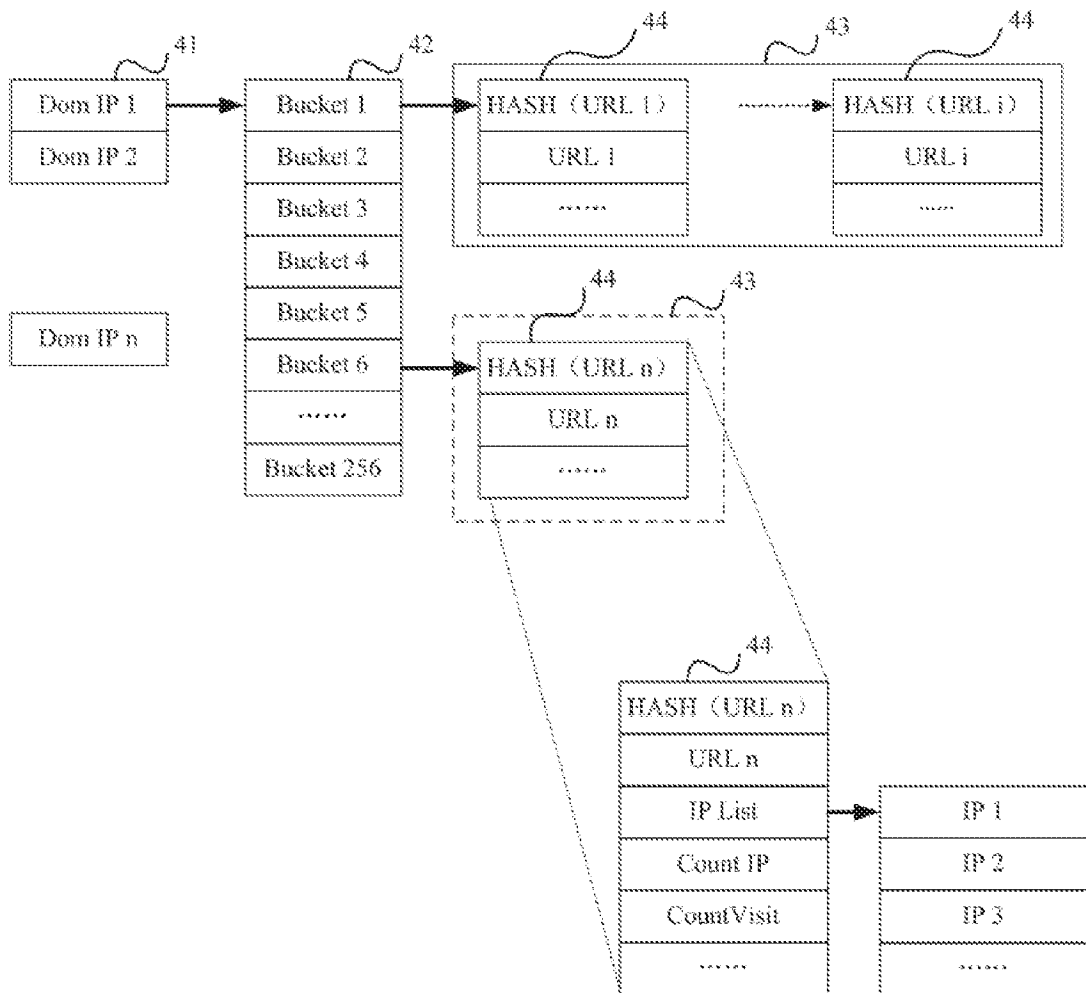 41
42
44
43
44
Dom IP 1
Dom IP 2
Dom IP n
Bucket 1
Bucket 2
Bucket 3
Bucket 4
Bucket 5
Bucket 6
......
Bucket 256
HASH（URL 1）
URL 1
......
HASH（URL i）
URL i
......
44
43
HASH（URL n）
URL n
......
44
HASH（URL n）
URL n
IP List
Count IP
CountVisit
......
IP 1
IP 2
IP 3
......